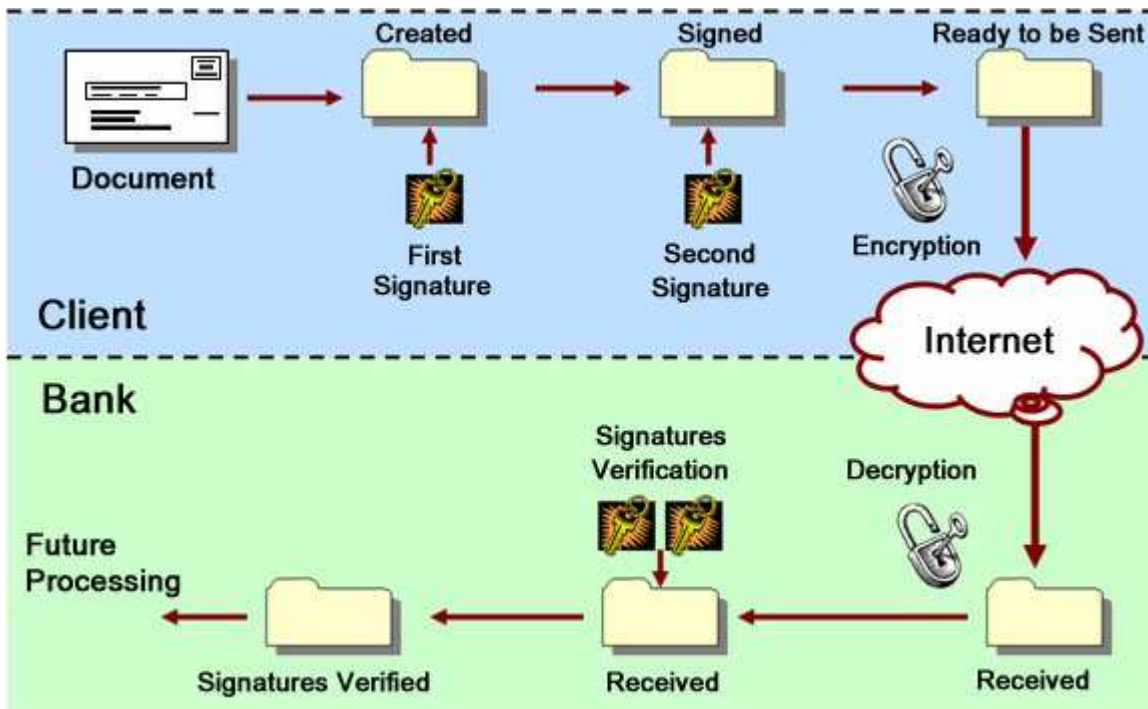 Created
Signed
Ready to be Sent
Document
First
Signature
Second
Signature
Encryption
Client
Internet
Bank
Signatures
Verification
Decryption
Future
Processing
Signatures Verified
Received
Received